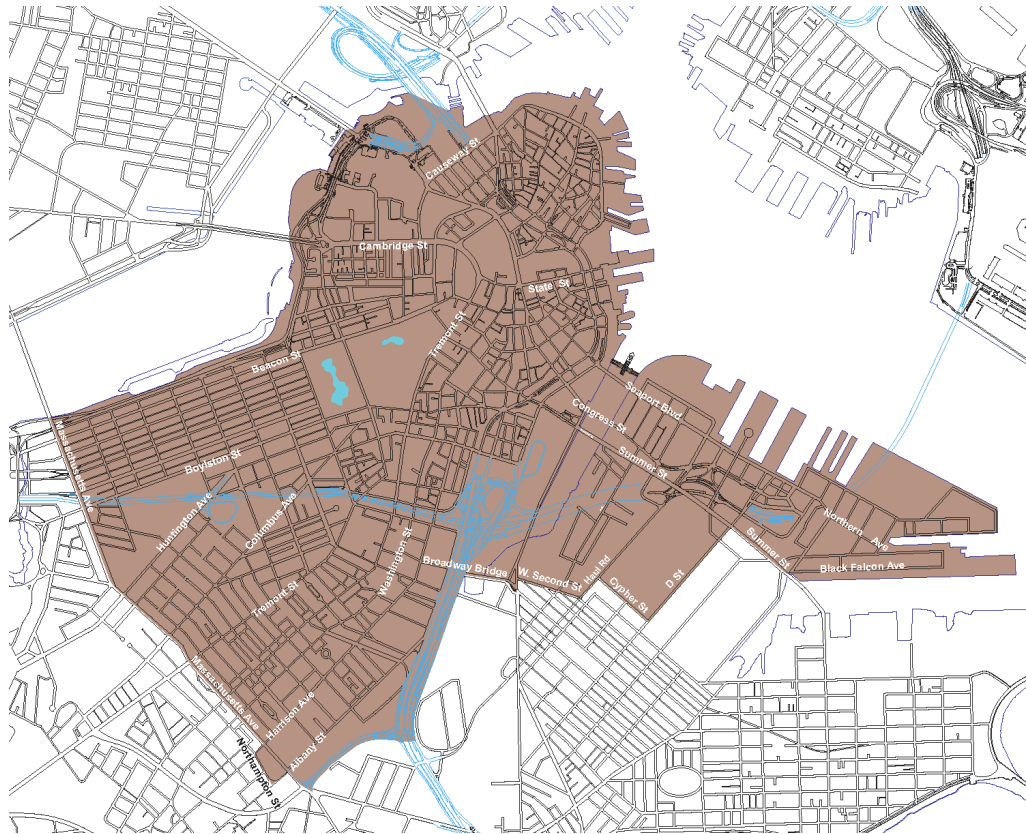 Causeway St
Cambridge St
State St
Tremont St
Beacon St
Seaport Blvd
Congress St
Summer St
Massachusetts Ave
Boylston St
Huntington Ave
Columbus Ave
Washington St
Northern Ave
Summer St
Broadway Bridge
W. Second St
Haul Rd
Cypher St
D St
Black Falcon Ave
Tremont St
Massachusetts Ave
Harrison Ave
Albany St
Northampton St